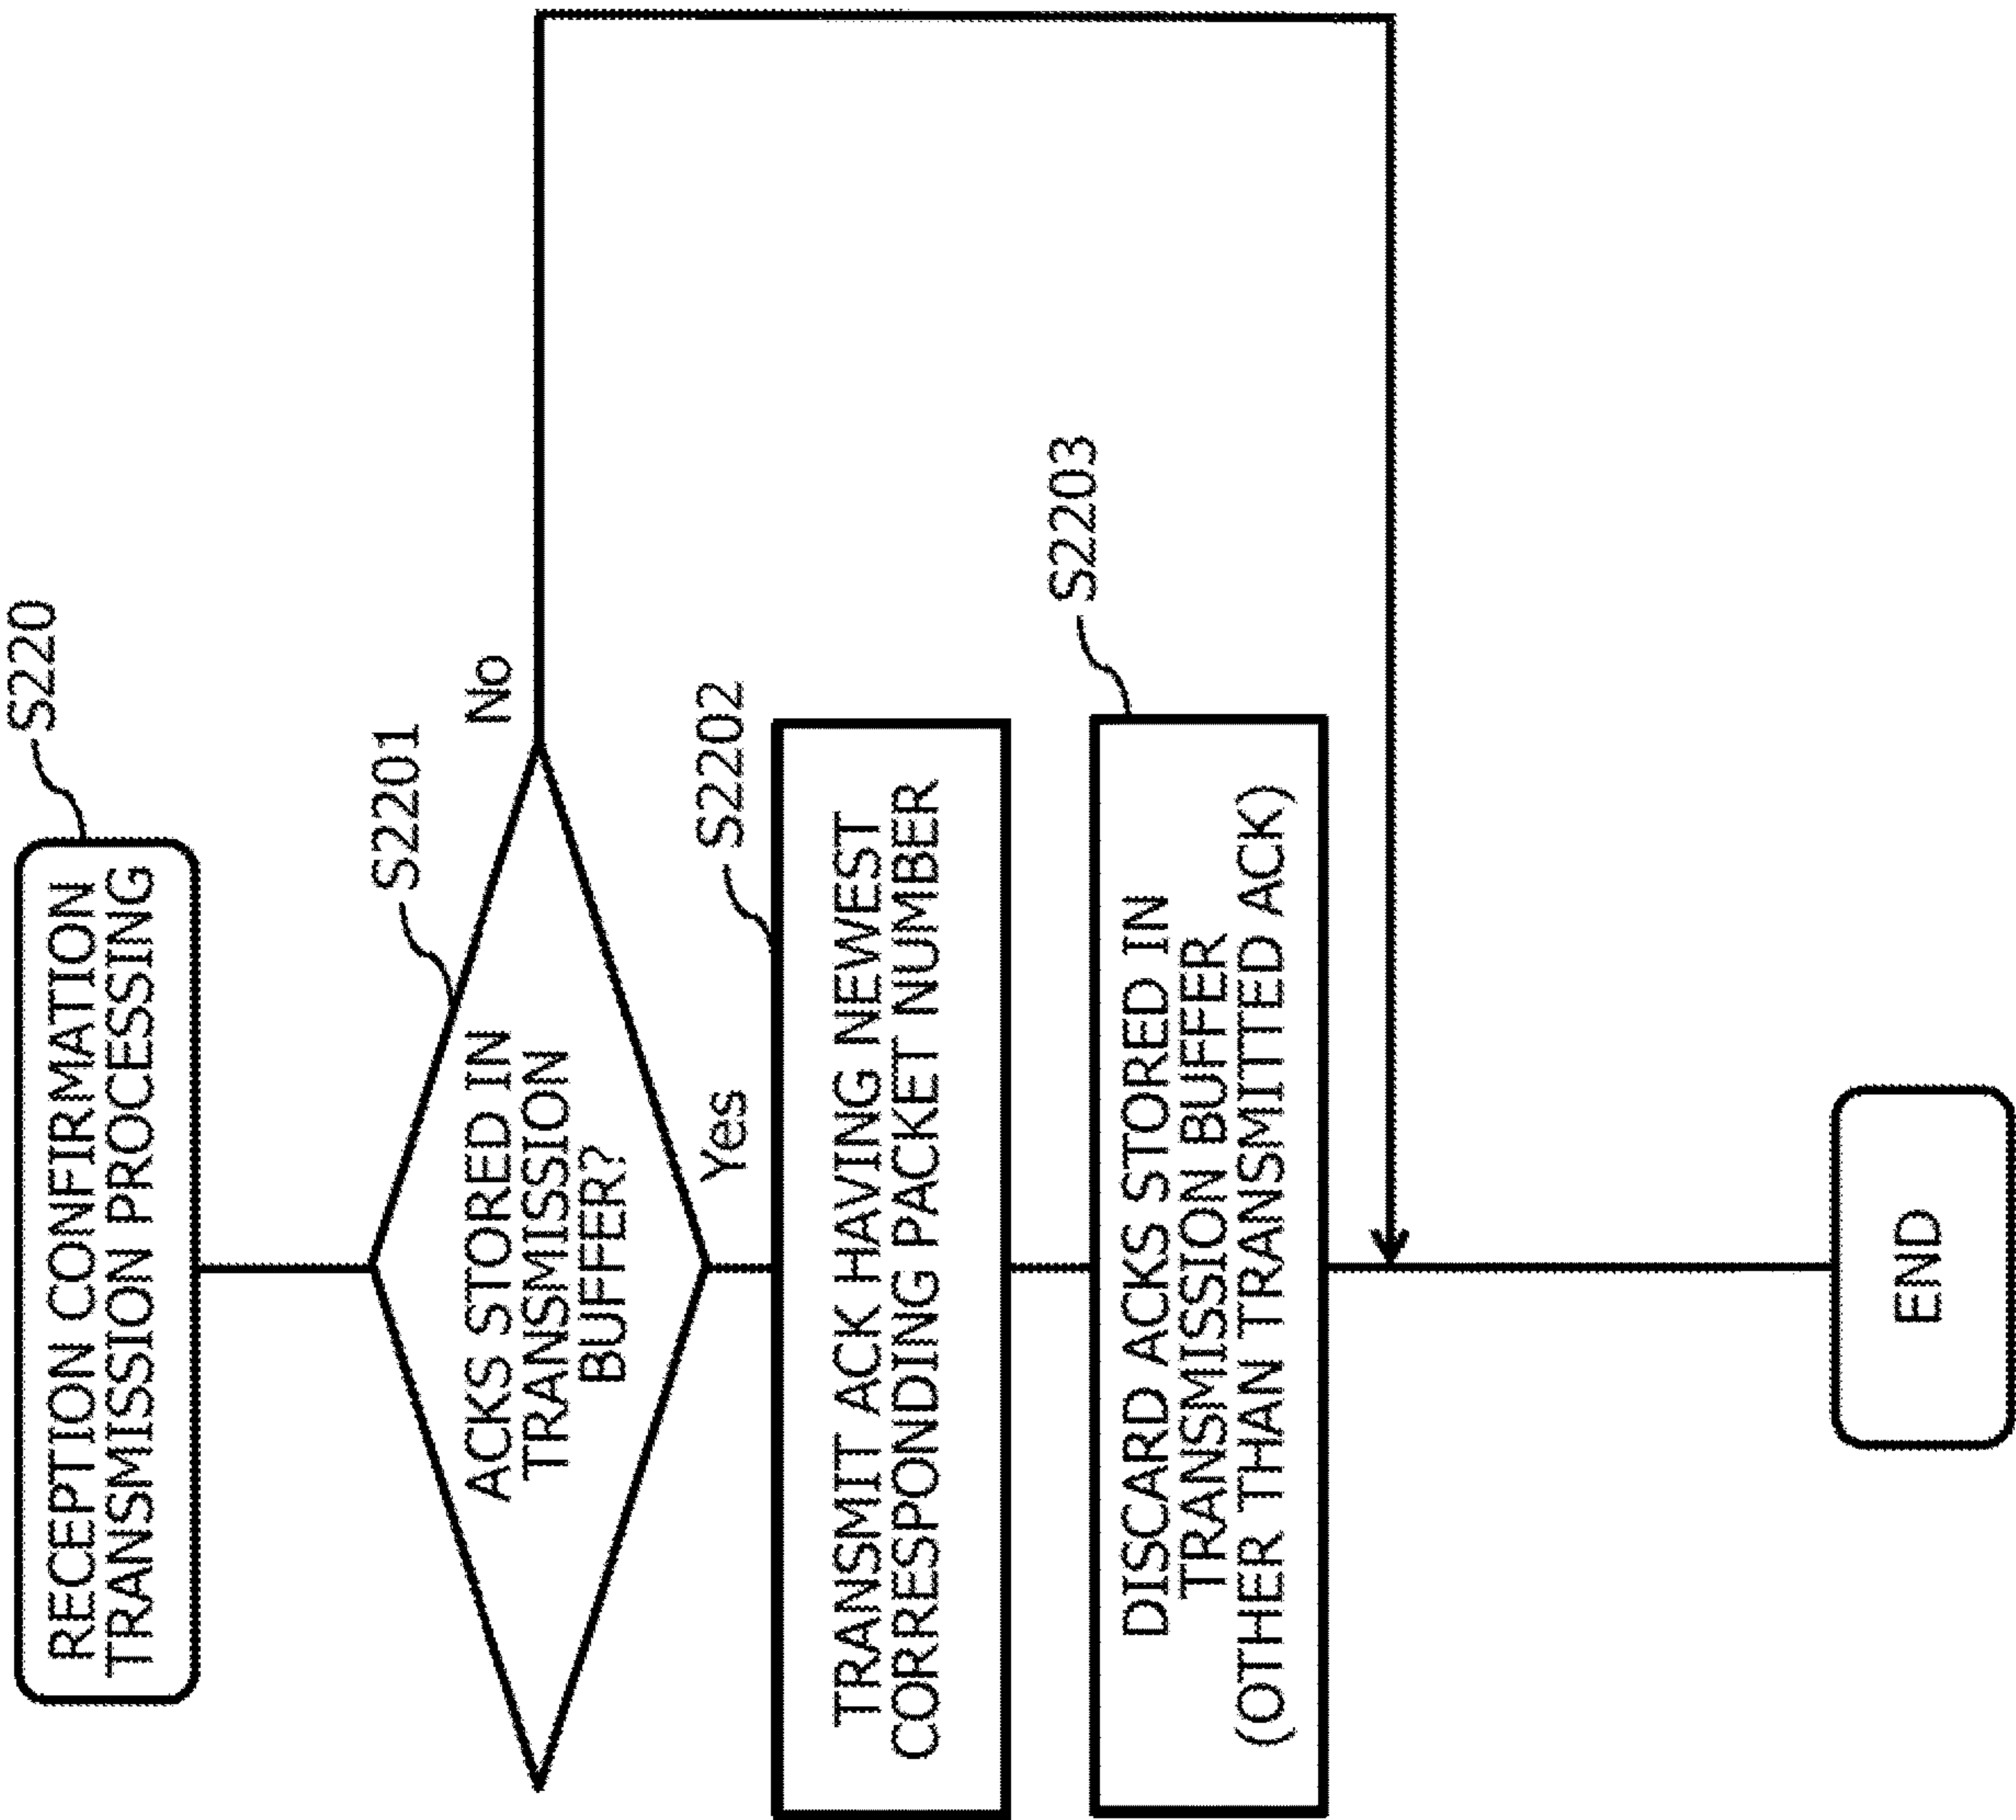 S220
RECEPTION CONFIRMATION
TRANSMISSION PROCESSING
S2201
ACKS STORED IN
TRANSMISSION
BUFFER?
No
Yes
S2202
TRANSMIT ACK HAVING NEWEST
CORRESPONDING PACKET NUMBER
S2203
DISCARD ACKS STORED IN
TRANSMISSION BUFFER
(OTHER THAN TRANSMITTED ACK)
END